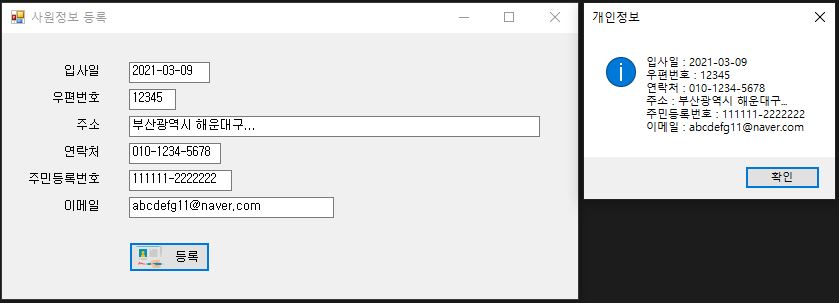 사원정보 등록
입사일 2021-03-09
우편번호 12345
주소 부산광역시 해운대구...
연락처 010-1234-5678
주민등록번호 111111-2222222
이메일 abcdefg11@naver.com
등록
개인정보
입사일 : 2021-03-09
우편번호 : 12345
연락처 : 010-1234-5678
주소 : 부산광역시 해운대구...
주민등록번호 : 111111-2222222
이메일 : abcdefg11@naver.com
확인